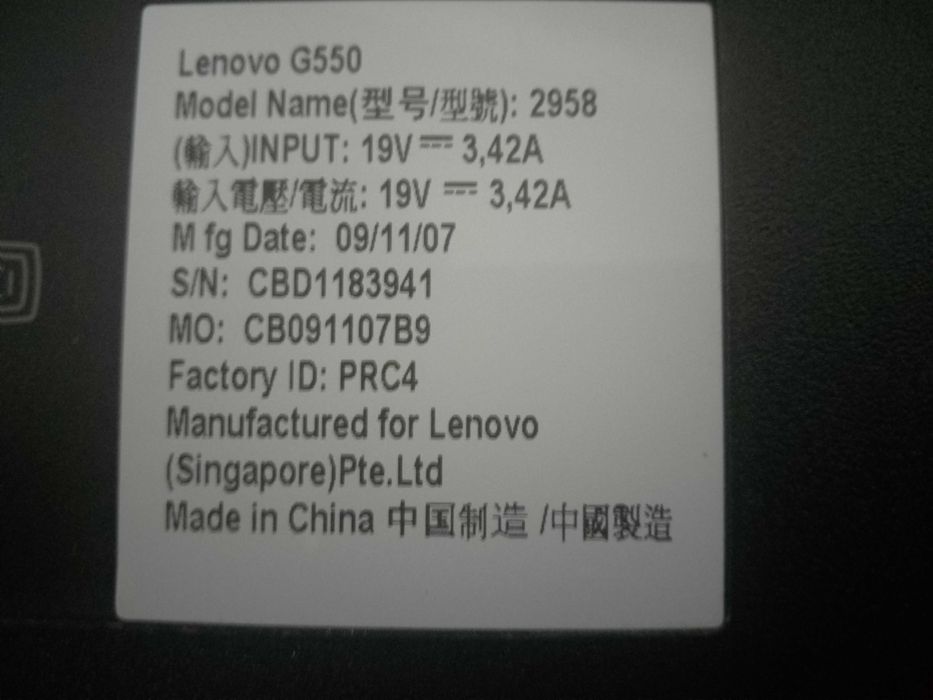 Lenovo G550
Model Name(型号/型號): 2958
(輸入)INPUT: 19V⎓ 3,42A
輸入電壓/電流: 19V ⎓ 3,42A
Mfg Date: 09/11/07
S/N: CBD1183941
MO: CB091107B9
Factory ID: PRC4
Manufactured for Lenovo
(Singapore)Pte.Ltd
Made in China 中国制造 /中國製造